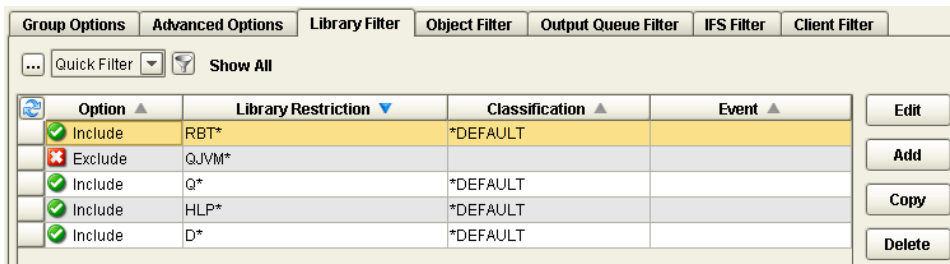 Group Options Advanced Options Library Filter Object Filter Output Queue Filter IFS Filter Client Filter
... Quick Filter Show All
Option Library Restriction Classification Event
Include RBT* *DEFAULT
Exclude QJVM*
Include Q* *DEFAULT
Include HLP* *DEFAULT
Include D* *DEFAULT
Edit
Add
Copy
Delete